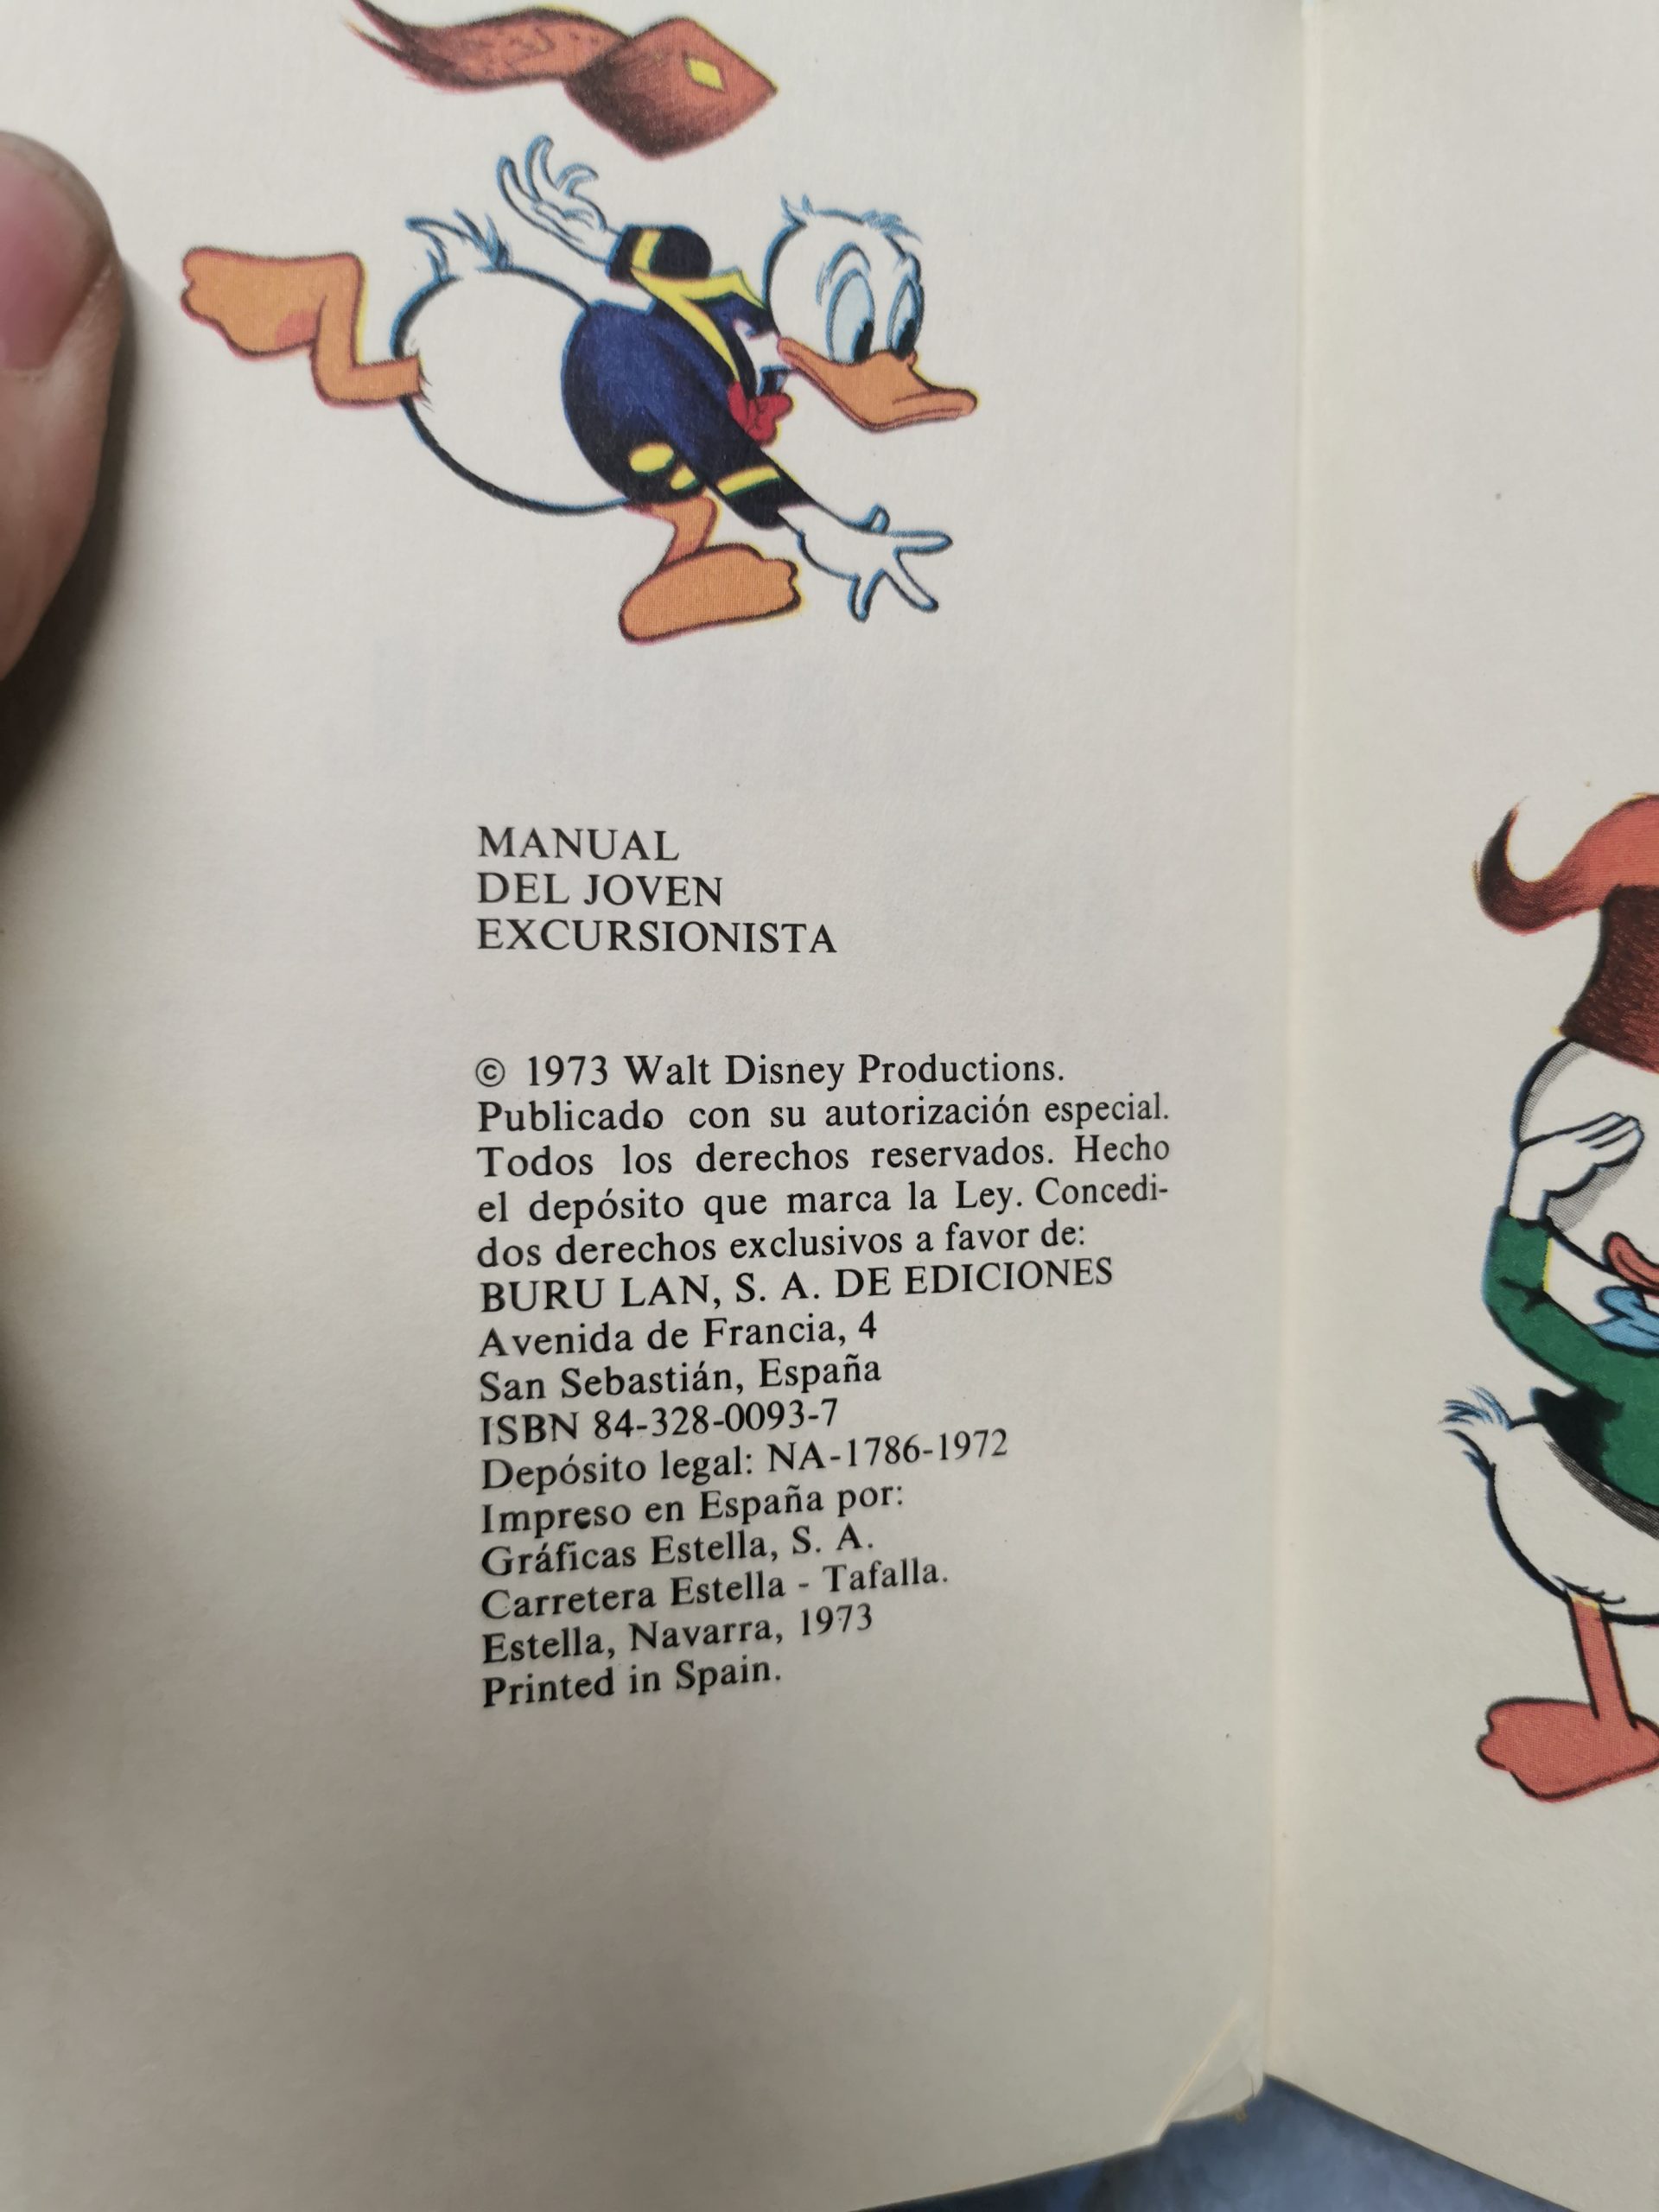 MANUAL
DEL JOVEN
EXCURSIONISTA
© 1973 Walt Disney Productions.
Publicado con su autorización especial.
Todos los derechos reservados. Hecho
el depósito que marca la Ley. Concedi-
dos derechos exclusivos a favor de:
BURU LAN, S. A. DE EDICIONES
Avenida de Francia, 4
San Sebastián, España
ISBN 84-328-0093-7
Depósito legal: NA-1786-1972
Impreso en España por:
Gráficas Estella, S. A.
Carretera Estella - Tafalla.
Estella, Navarra, 1973
Printed in Spain.